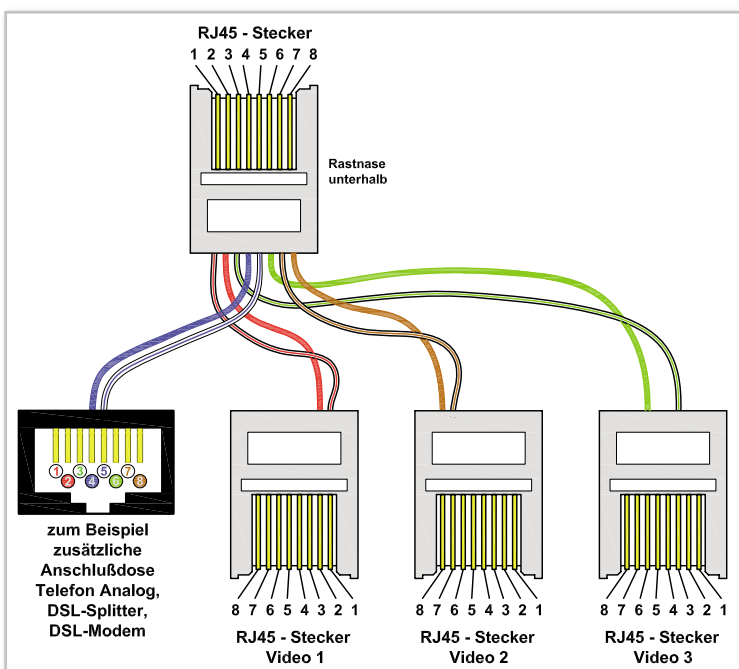 RJ45 - Stecker
1 2 3 4 5 6 7 8
Rastnase
unterhalb
1 3 5 7
2 4 6 8
zum Beispiel
zusätzliche
Anschlußdose
Telefon Analog,
DSL-Splitter,
DSL-Modem
8 7 6 5 4 3 2 1
RJ45 - Stecker
Video 1
8 7 6 5 4 3 2 1
RJ45 - Stecker
Video 2
8 7 6 5 4 3 2 1
RJ45 - Stecker
Video 3